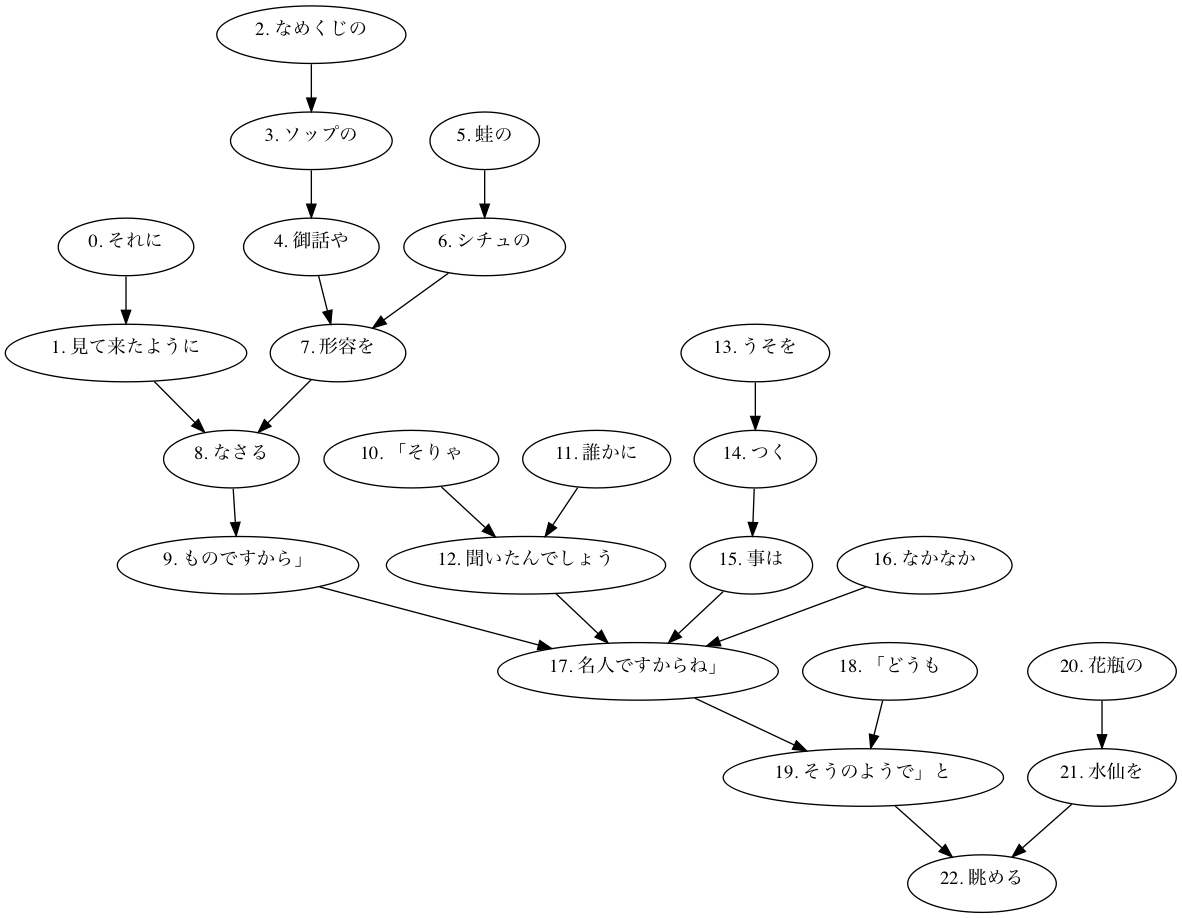 2. なめくじの
3. ソップの
5. 蛙の
0. それに
4. 御話や
6. シチュの
1. 見て来たように
7. 形容を
13. うそを
8. なさる
10. 「そりゃ
11. 誰かに
14. つく
9. ものですから」
12. 聞いたんでしょう
15. 事は
16. なかなか
17. 名人ですからね」
18. 「どうも
20. 花瓶の
19. そうのようで」と
21. 水仙を
22. 眺める